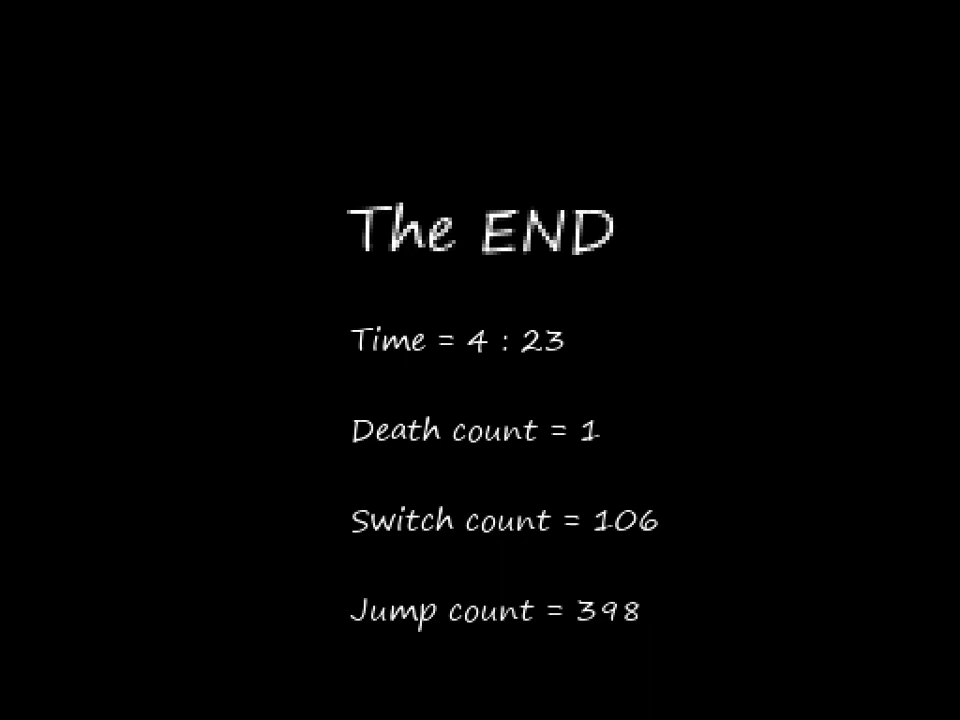 The END
Time = 4 : 23
Death count = 1
Switch count = 106
Jump count = 398